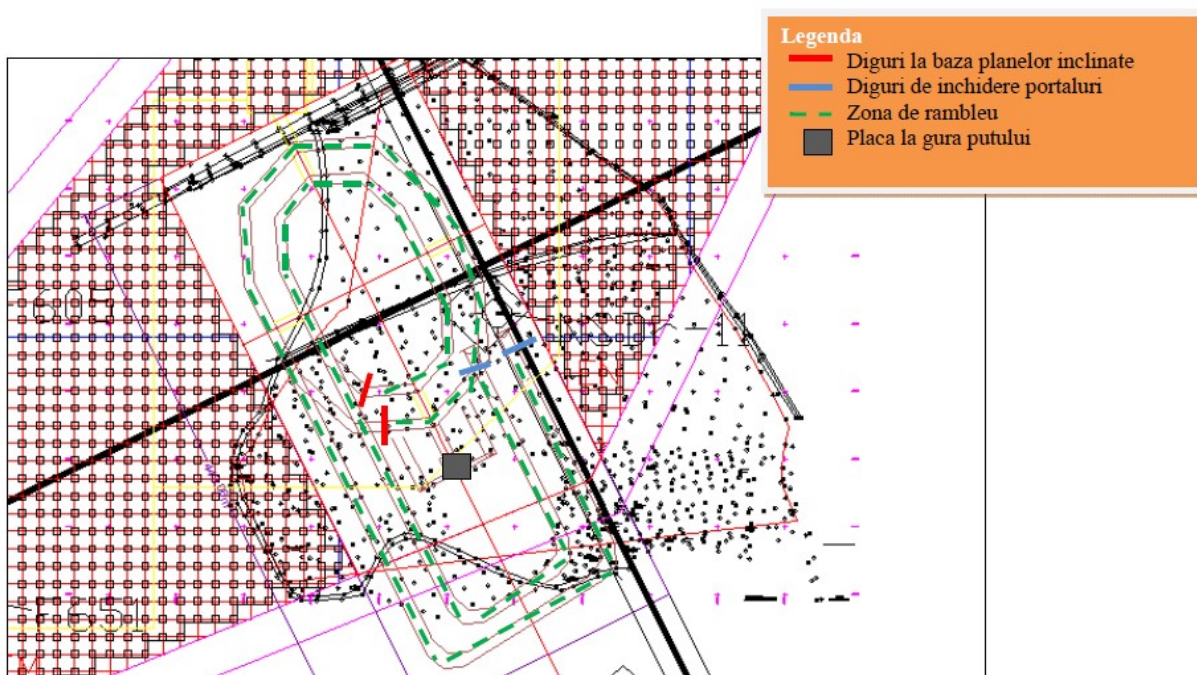 Legenda
Diguri la baza planelor inclinate
Diguri de inchidere portaluri
Zona de rambleu
Placa la gura putului